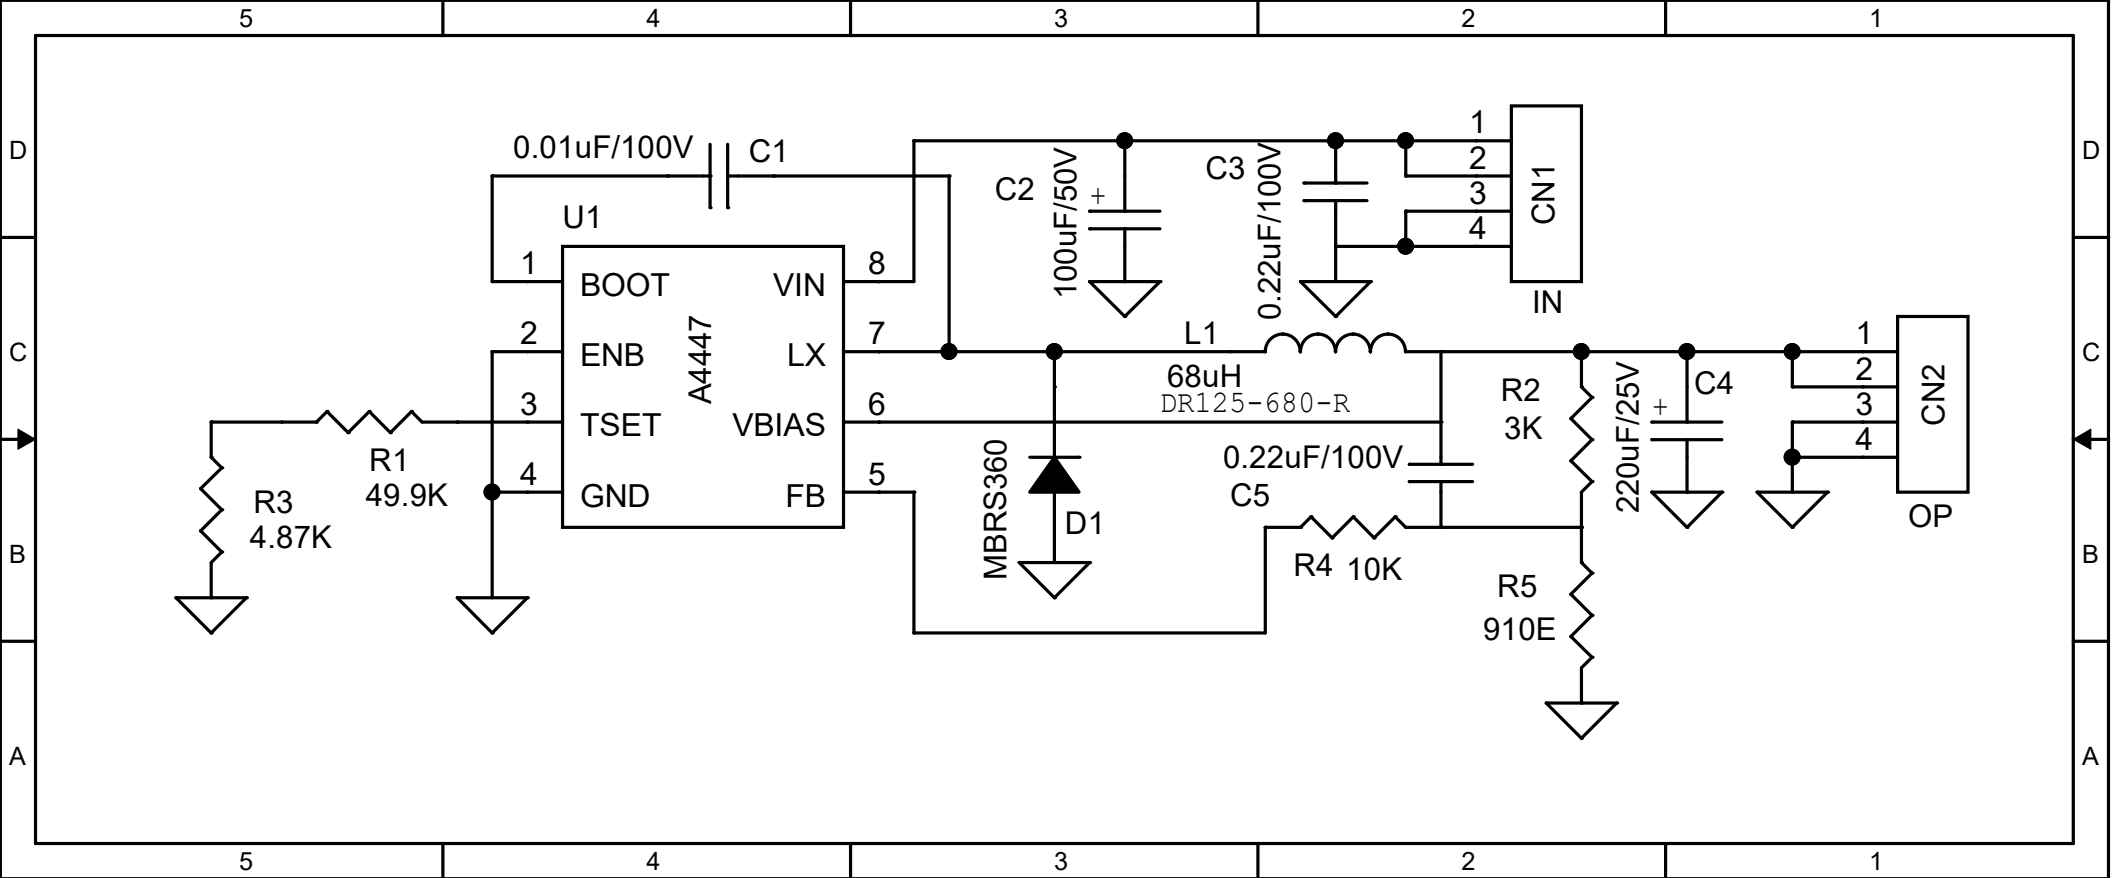 5 4 3 2 1
D
D
0.01uF/100V
C1
U1
1
BOOT
2
ENB
3
TSET
4
GND
A4447
8
VIN
7
LX
6
VBIAS
5
FB
C2
100uF/50V
+
C3
0.22uF/100V
1
2
3
4
CN1
IN
C
C
L1
68uH
DR125-680-R
R2
3K
220uF/25V
+
C4
1
2
3
4
CN2
OP
R1
49.9K
R3
4.87K
MBRS360
D1
0.22uF/100V
C5
R4 10K
R5
910E
B
B
A
A
5 4 3 2 1